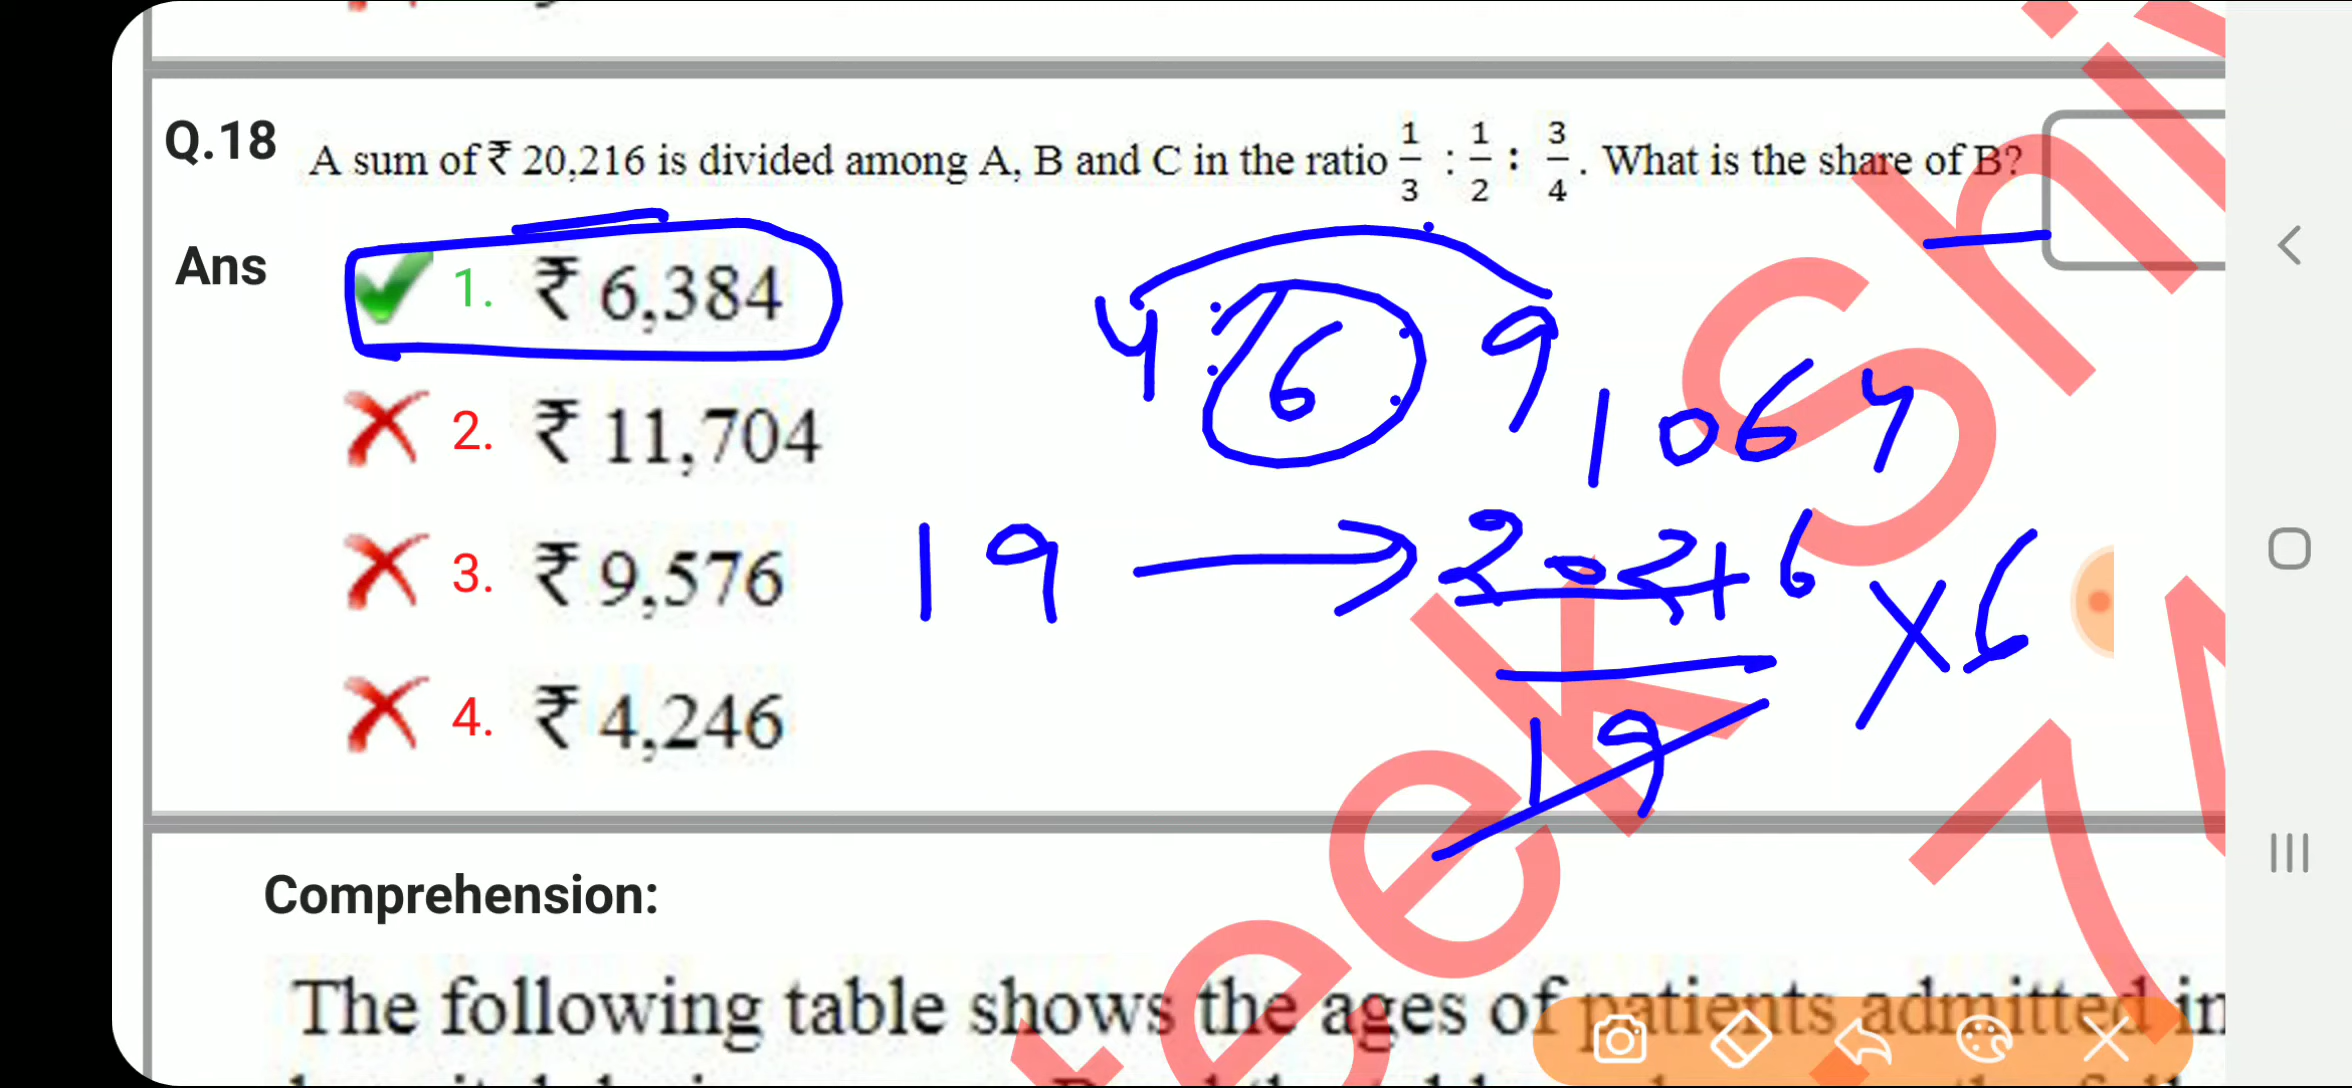 Q.18 A sum of ₹ 20,216 is divided among A, B and C in the ratio 1/3 : 1/2 : 3/4 . What is the share of B?
Ans 1. ₹ 6,384
2. ₹ 11,704
3. ₹ 9,576
4. ₹ 4,246
4 : 6 : 9
1064
19 → 20216 × 6
19
Comprehension:
The following table shows the ages of patients admitted in